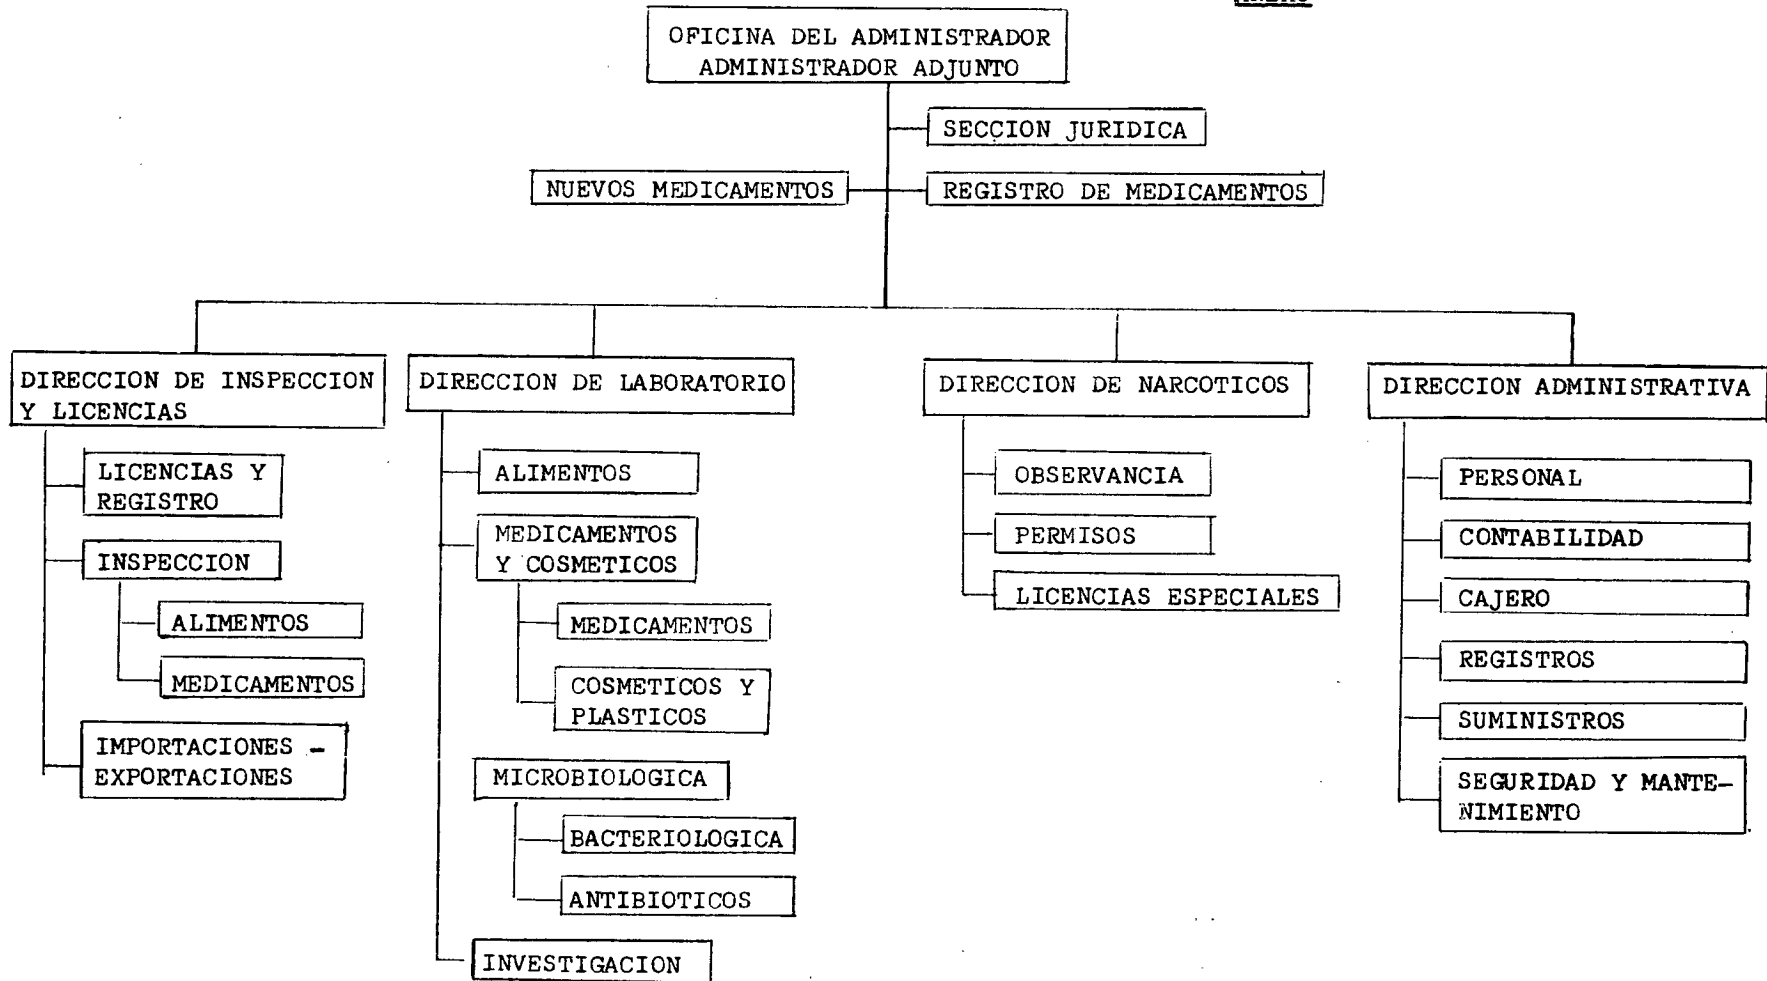 OFICINA DEL ADMINISTRADOR
ADMINISTRADOR ADJUNTO
SECCION JURIDICA
NUEVOS MEDICAMENTOS
REGISTRO DE MEDICAMENTOS
DIRECCION DE INSPECCION
Y LICENCIAS
LICENCIAS Y
REGISTRO
INSPECCION
ALIMENTOS
MEDICAMENTOS
IMPORTACIONES -
EXPORTACIONES
DIRECCION DE LABORATORIO
ALIMENTOS
MEDICAMENTOS
Y COSMETICOS
MEDICAMENTOS
COSMETICOS Y
PLASTICOS
MICROBIOLOGICA
BACTERIOLOGICA
ANTIBIOTICOS
INVESTIGACION
DIRECCION DE NARCOTICOS
OBSERVANCIA
PERMISOS
LICENCIAS ESPECIALES
DIRECCION ADMINISTRATIVA
PERSONAL
CONTABILIDAD
CAJERO
REGISTROS
SUMINISTROS
SEGURIDAD Y MANTE-
NIMIENTO